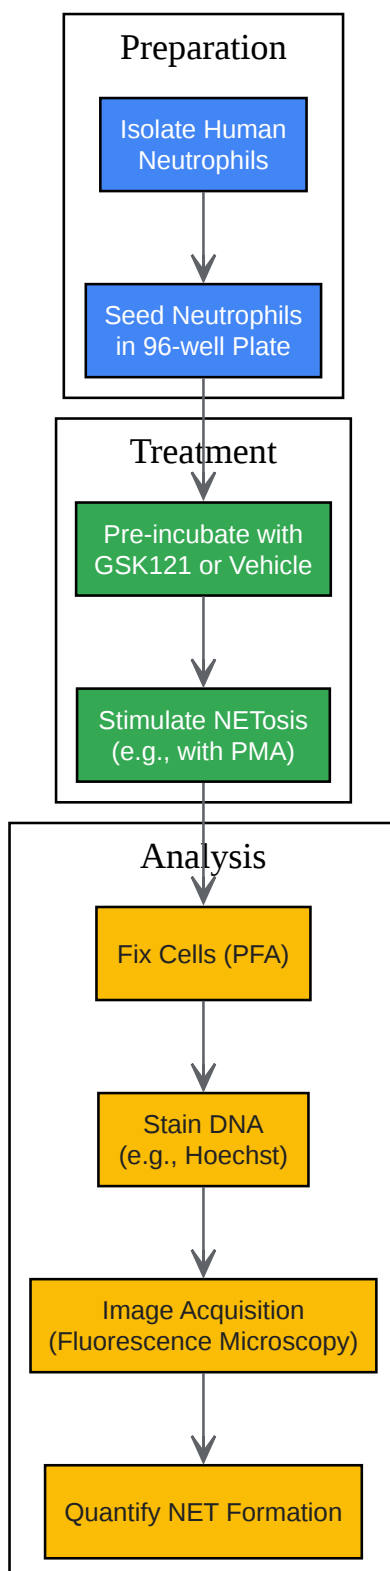 Preparation
Isolate Human
Neutrophils
Seed Neutrophils
in 96-well Plate
Treatment
Pre-incubate with
GSK121 or Vehicle
Stimulate NETosis
(e.g., with PMA)
Analysis
Fix Cells (PFA)
Stain DNA
(e.g., Hoechst)
Image Acquisition
(Fluorescence Microscopy)
Quantify NET Formation